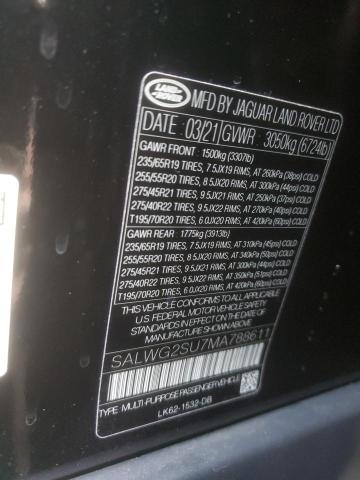 LAND
ROVER
MFD BY JAGUAR LAND ROVER LTD
DATE : 03/21 GVWR : 3050kg (6724lb)
GAWR FRONT : 1500kg (3307lb)
235/65R19 TIRES, 7.5JX19 RIMS, AT 260kPa (38psi) COLD
255/55R20 TIRES, 8.5JX20 RIMS, AT 300kPa (44psi) COLD
275/45R21 TIRES, 9.5JX21 RIMS, AT 250kPa (37psi) COLD
275/40R22 TIRES, 9.5JX22 RIMS, AT 270kPa (40psi) COLD
T195/70R20 TIRES, 6.0JX20 RIMS, AT 420kPa (60psi) COLD
GAWR REAR : 1775kg (3913lb)
235/65R19 TIRES, 7.5JX19 RIMS, AT 310kPa (45psi) COLD
255/55R20 TIRES, 8.5JX20 RIMS, AT 340kPa (50psi) COLD
275/45R21 TIRES, 9.5JX21 RIMS, AT 300kPa (44psi) COLD
275/40R22 TIRES, 9.5JX22 RIMS, AT 350kPa (51psi) COLD
T195/70R20 TIRES, 6.0JX20 RIMS, AT 420kPa (60psi) COLD
THIS VEHICLE CONFORMS TO ALL APPLICABLE
U.S. FEDERAL MOTOR VEHICLE SAFETY AND THEFT
PREVENTION STANDARDS IN EFFECT ON THE DATE
OF MANUFACTURE SHOWN ABOVE
SALWG2SU7MA788611
TYPE : MULTI-PURPOSE PASSENGER VEHICLE
LK62-1532-DB